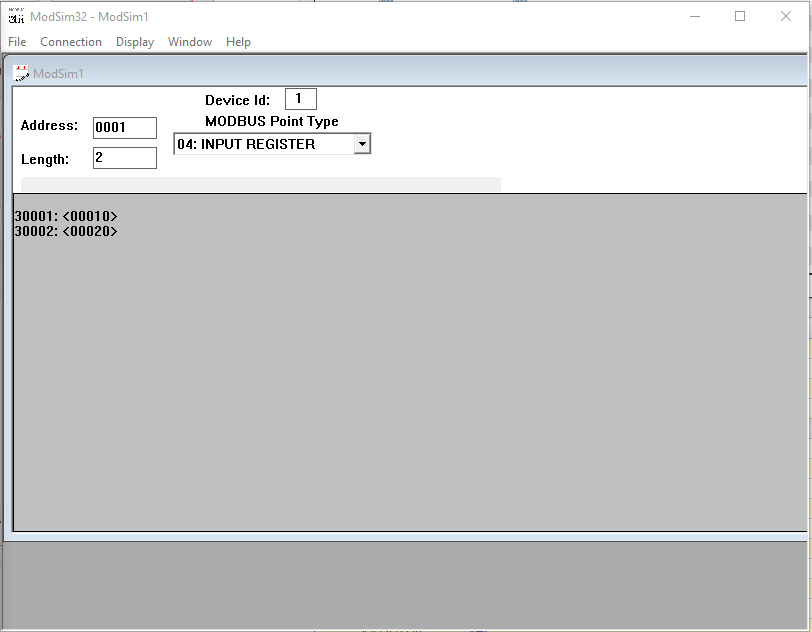 ModSim32 - ModSim1
File Connection Display Window Help
ModSim1
Device Id: 1
Address: 0001
MODBUS Point Type
Length: 2
04: INPUT REGISTER
30001: <00010>
30002: <00020>